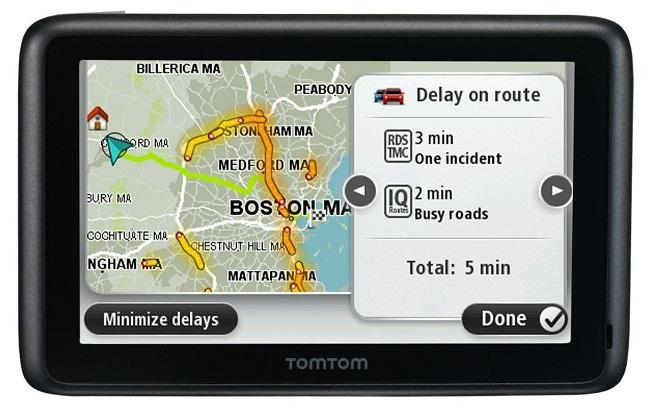 BILLERICA MA
PEABODY
STONEHAM MA
MEDFORD MA
BOSTON MA
BURY MA
COCHITUATE MA
CHESTNUT HILL MA
NGHAM MA
MATTAPAN MA
Delay on route
RDS
TMC
3 min
One incident
IQ
Routes
2 min
Busy roads
Total: 5 min
Minimize delays
Done
TOMTOM